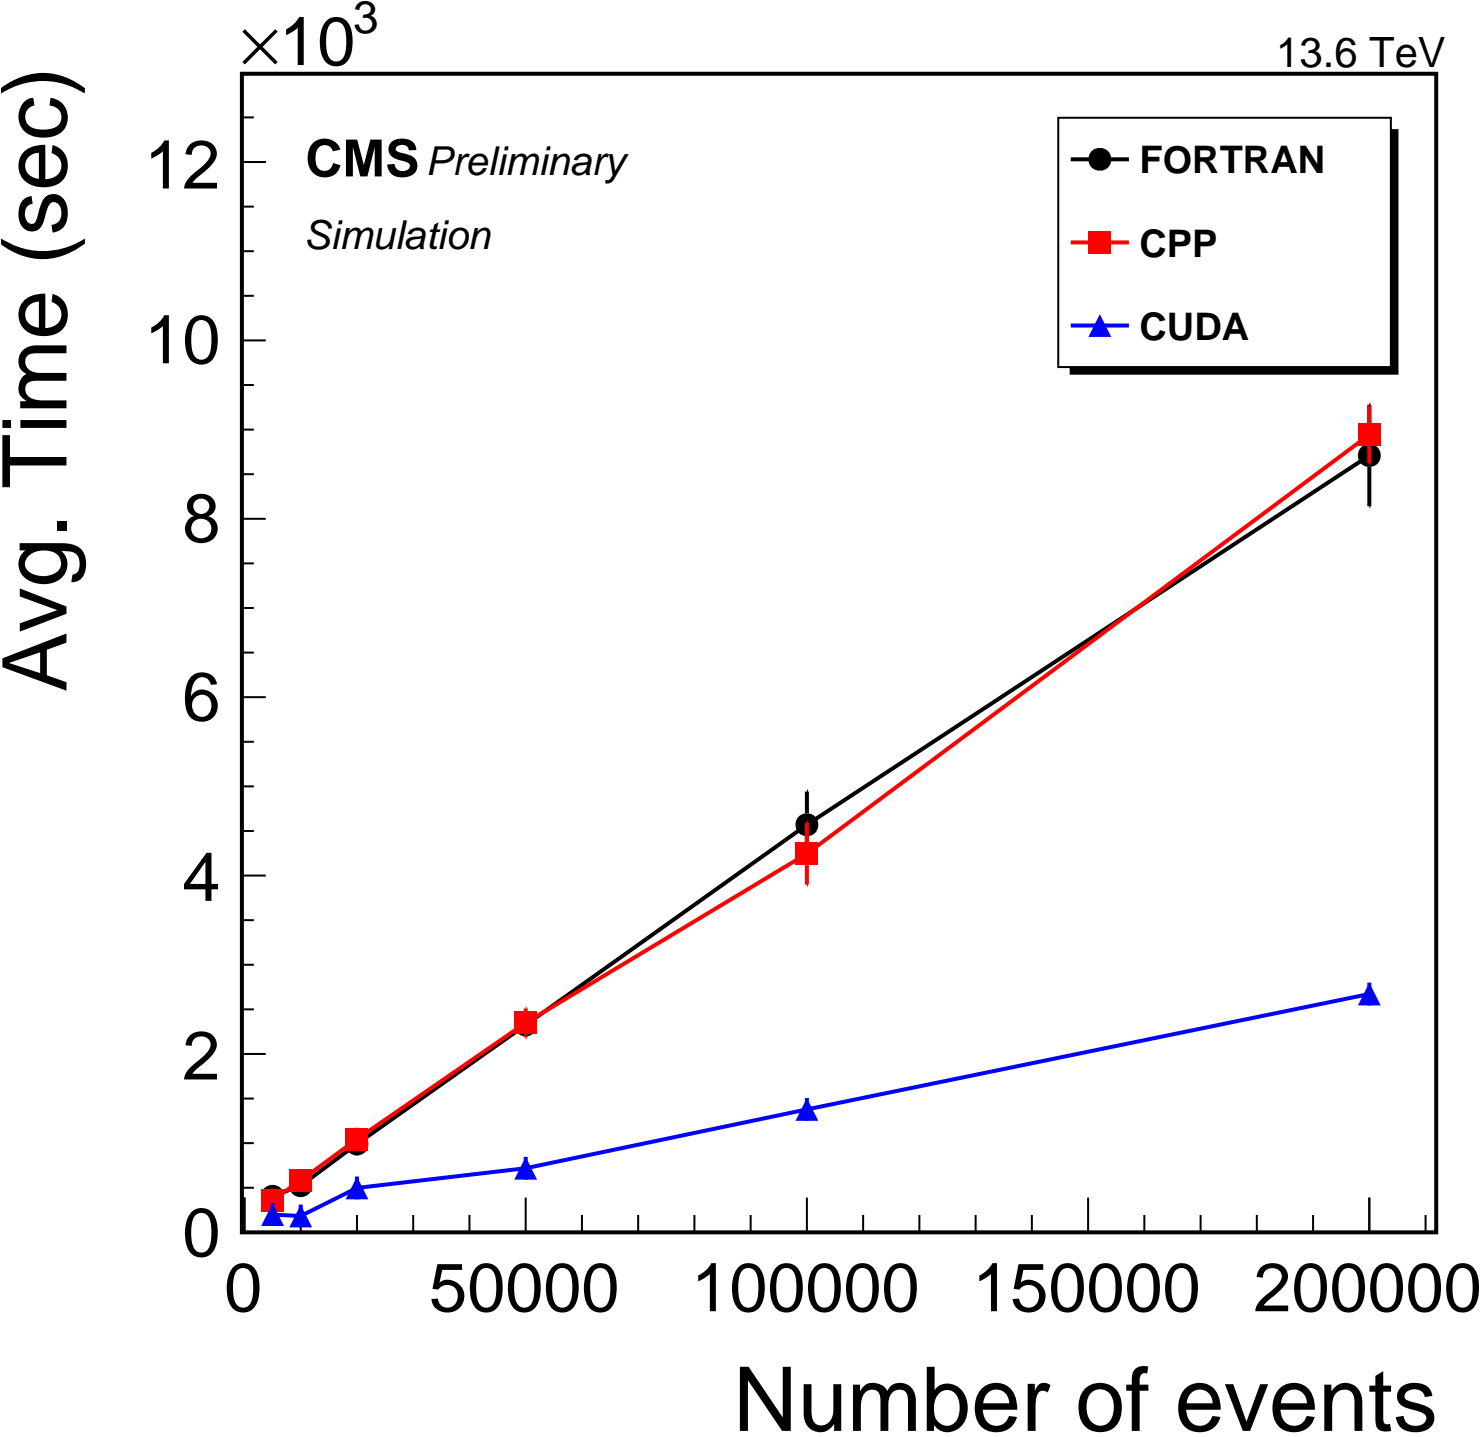 ×10³
13.6 TeV
CMS Preliminary
Simulation
FORTRAN
CPP
CUDA
Avg. Time (sec)
12
10
8
6
4
2
0
0 50000 100000 150000 200000
Number of events